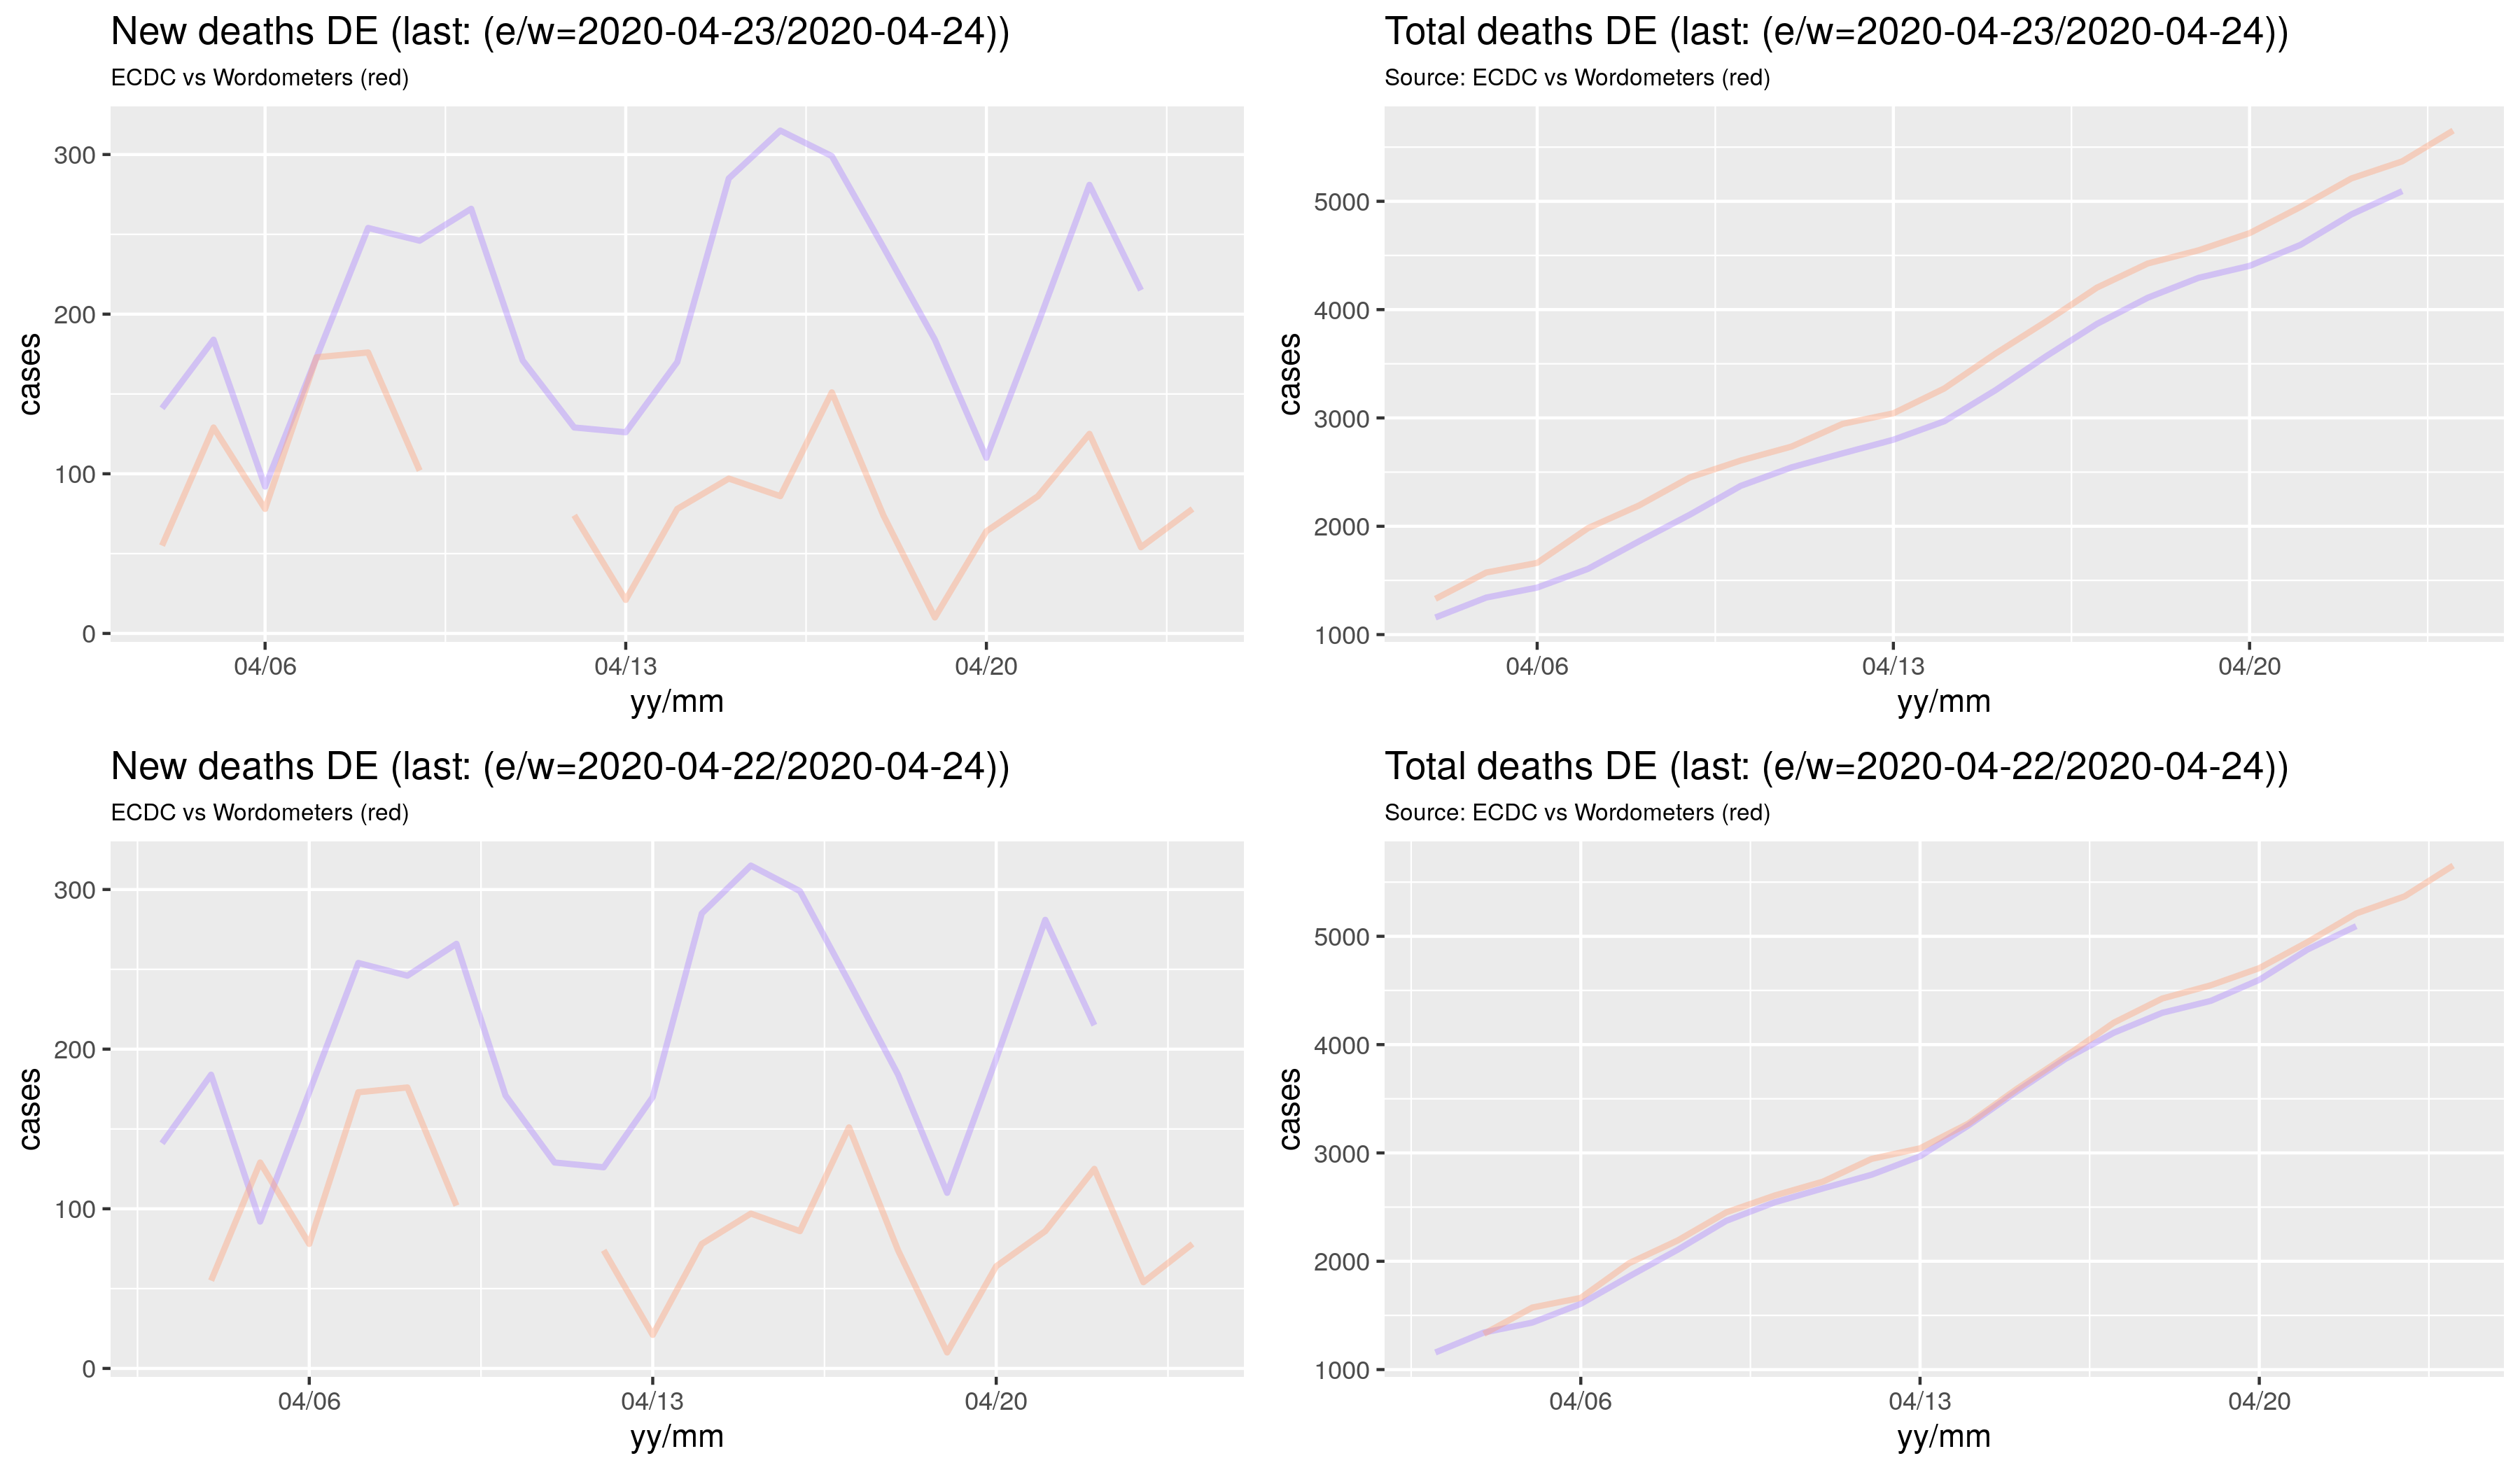 New deaths DE (last: (e/w=2020-04-23/2020-04-24))
ECDC vs Wordometers (red)
cases
300
200
100
0
04/06 04/13 04/20
yy/mm
Total deaths DE (last: (e/w=2020-04-23/2020-04-24))
Source: ECDC vs Wordometers (red)
cases
5000
4000
3000
2000
1000
04/06 04/13 04/20
yy/mm
New deaths DE (last: (e/w=2020-04-22/2020-04-24))
ECDC vs Wordometers (red)
cases
300
200
100
0
04/06 04/13 04/20
yy/mm
Total deaths DE (last: (e/w=2020-04-22/2020-04-24))
Source: ECDC vs Wordometers (red)
cases
5000
4000
3000
2000
1000
04/06 04/13 04/20
yy/mm